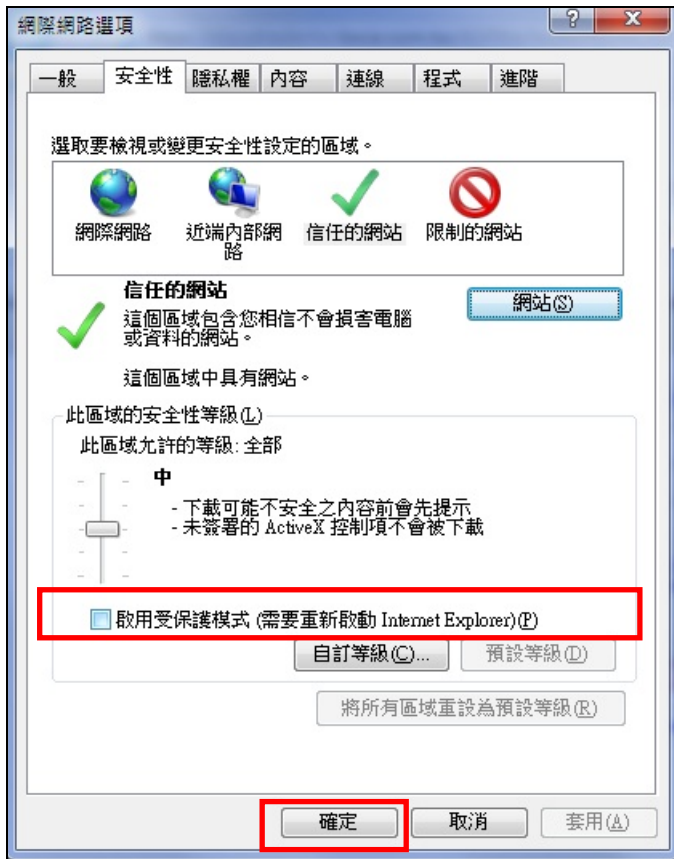 網際網路選項
一般 安全性 隱私權 內容 連線 程式 進階
選取要檢視或變更安全性設定的區域。
網際網路 近端內部網路 信任的網站 限制的網站
信任的網站
網站(S)
這個區域包含您相信不會損害電腦
或資料的網站。
這個區域中具有網站。
此區域的安全性等級(L)
此區域允許的等級: 全部
中
- 下載可能不安全之內容前會先提示
- 未簽署的 ActiveX 控制項不會被下載
啟用受保護模式 (需要重新啟動 Internet Explorer)(P)
自訂等級(C)... 預設等級(D)
將所有區域重設為預設等級(R)
確定 取消 套用(A)